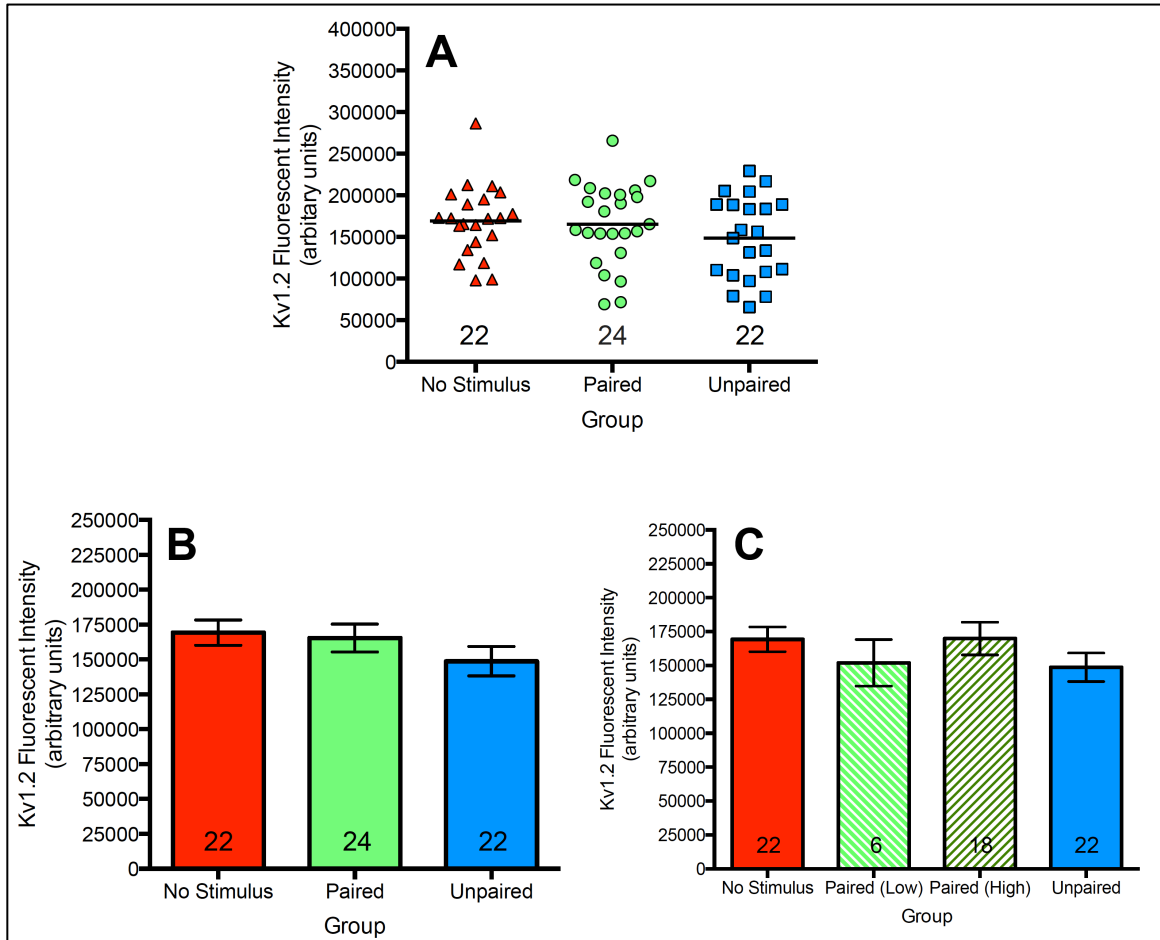 A
Kv1.2 Fluorescent Intensity
(arbitary units)
400000
350000
300000
250000
200000
150000
100000
50000
0
22
24
22
No Stimulus
Paired
Unpaired
Group
B
Kv1.2 Fluorescent Intensity
(arbitrary units)
250000
225000
200000
175000
150000
125000
100000
75000
50000
25000
0
22
24
22
No Stimulus
Paired
Unpaired
Group
C
Kv1.2 Fluorescent Intensity
(arbitrary units)
250000
225000
200000
175000
150000
125000
100000
75000
50000
25000
0
22
6
18
22
No Stimulus
Paired (Low)
Paired (High)
Unpaired
Group